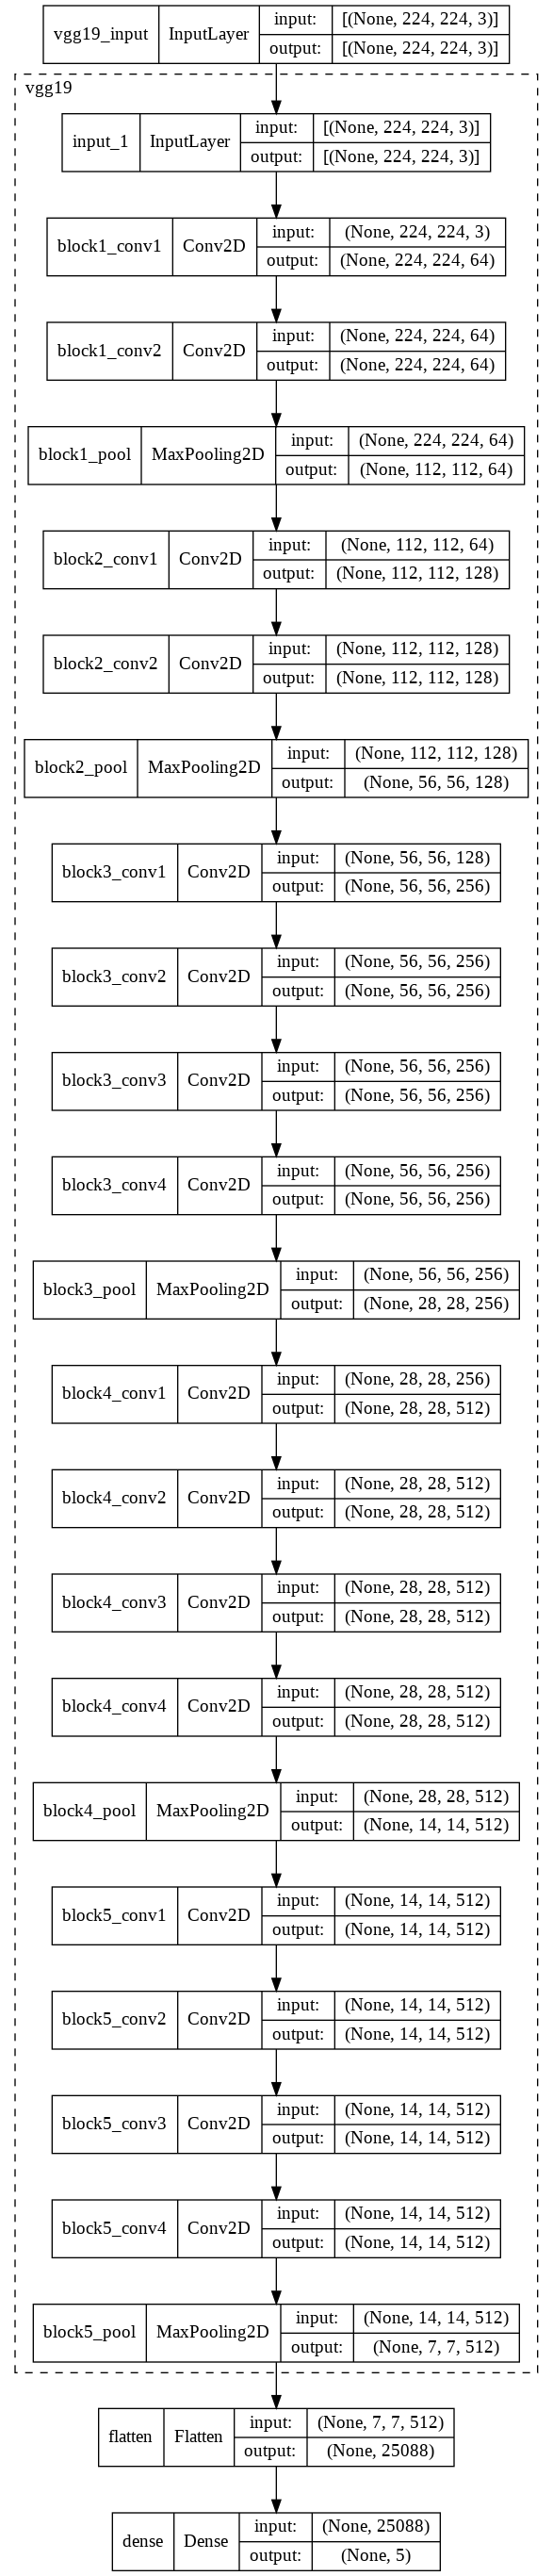 vgg19_input InputLayer input: [(None, 224, 224, 3)]
output: [(None, 224, 224, 3)]
vgg19
input_1 InputLayer input: [(None, 224, 224, 3)]
output: [(None, 224, 224, 3)]
block1_conv1 Conv2D input: (None, 224, 224, 3)
output: (None, 224, 224, 64)
block1_conv2 Conv2D input: (None, 224, 224, 64)
output: (None, 224, 224, 64)
block1_pool MaxPooling2D input: (None, 224, 224, 64)
output: (None, 112, 112, 64)
block2_conv1 Conv2D input: (None, 112, 112, 64)
output: (None, 112, 112, 128)
block2_conv2 Conv2D input: (None, 112, 112, 128)
output: (None, 112, 112, 128)
block2_pool MaxPooling2D input: (None, 112, 112, 128)
output: (None, 56, 56, 128)
block3_conv1 Conv2D input: (None, 56, 56, 128)
output: (None, 56, 56, 256)
block3_conv2 Conv2D input: (None, 56, 56, 256)
output: (None, 56, 56, 256)
block3_conv3 Conv2D input: (None, 56, 56, 256)
output: (None, 56, 56, 256)
block3_conv4 Conv2D input: (None, 56, 56, 256)
output: (None, 56, 56, 256)
block3_pool MaxPooling2D input: (None, 56, 56, 256)
output: (None, 28, 28, 256)
block4_conv1 Conv2D input: (None, 28, 28, 256)
output: (None, 28, 28, 512)
block4_conv2 Conv2D input: (None, 28, 28, 512)
output: (None, 28, 28, 512)
block4_conv3 Conv2D input: (None, 28, 28, 512)
output: (None, 28, 28, 512)
block4_conv4 Conv2D input: (None, 28, 28, 512)
output: (None, 28, 28, 512)
block4_pool MaxPooling2D input: (None, 28, 28, 512)
output: (None, 14, 14, 512)
block5_conv1 Conv2D input: (None, 14, 14, 512)
output: (None, 14, 14, 512)
block5_conv2 Conv2D input: (None, 14, 14, 512)
output: (None, 14, 14, 512)
block5_conv3 Conv2D input: (None, 14, 14, 512)
output: (None, 14, 14, 512)
block5_conv4 Conv2D input: (None, 14, 14, 512)
output: (None, 14, 14, 512)
block5_pool MaxPooling2D input: (None, 14, 14, 512)
output: (None, 7, 7, 512)
flatten Flatten input: (None, 7, 7, 512)
output: (None, 25088)
dense Dense input: (None, 25088)
output: (None, 5)